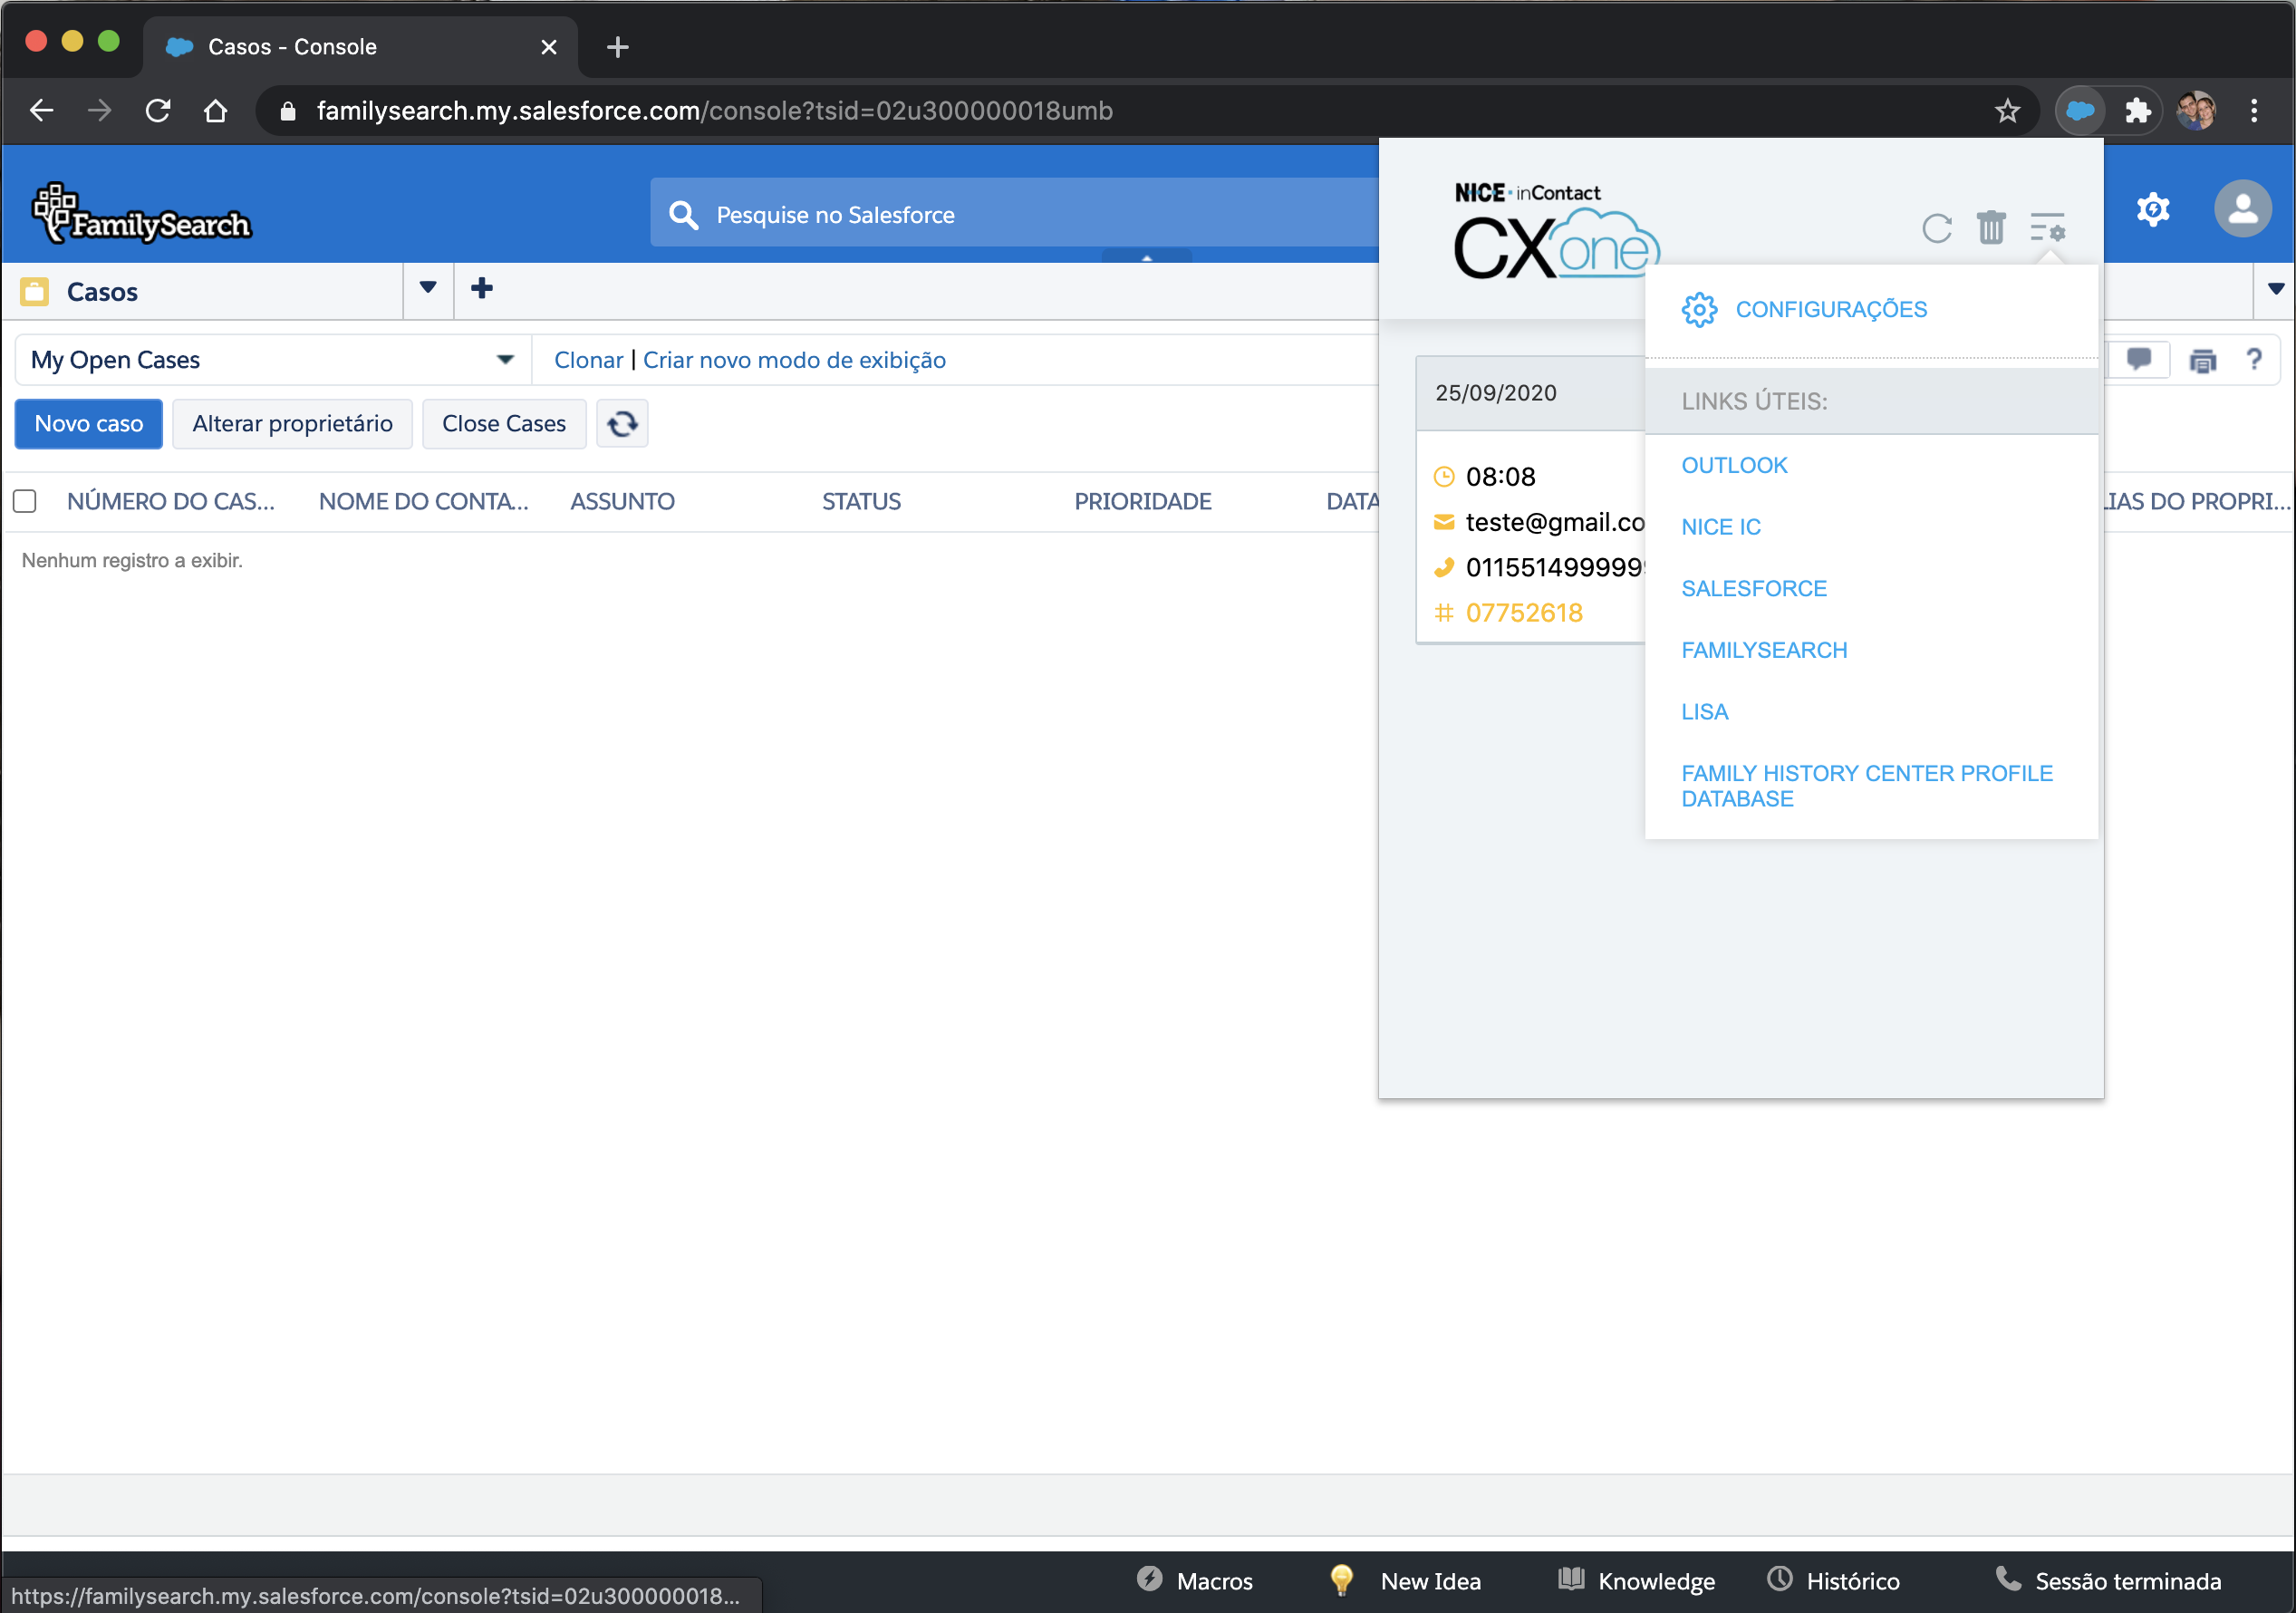 Casos - Console
familysearch.my.salesforce.com/console?tsid=02u300000018umb
FamilySearch
Pesquise no Salesforce
NICE inContact
CXone
Casos
CONFIGURAÇÕES
My Open Cases
Clonar | Criar novo modo de exibição
?
25/09/2020
LINKS ÚTEIS:
Novo caso
Alterar proprietário
Close Cases
OUTLOOK
08:08
NÚMERO DO CAS...
NOME DO CONTA...
ASSUNTO
STATUS
PRIORIDADE
DATA
LIAS DO PROPRI...
teste@gmail.co
NICE IC
Nenhum registro a exibir.
0115514999999
SALESFORCE
# 07752618
FAMILYSEARCH
LISA
FAMILY HISTORY CENTER PROFILE
DATABASE
Macros
New Idea
Knowledge
Histórico
Sessão terminada
https://familysearch.my.salesforce.com/console?tsid=02u300000018...